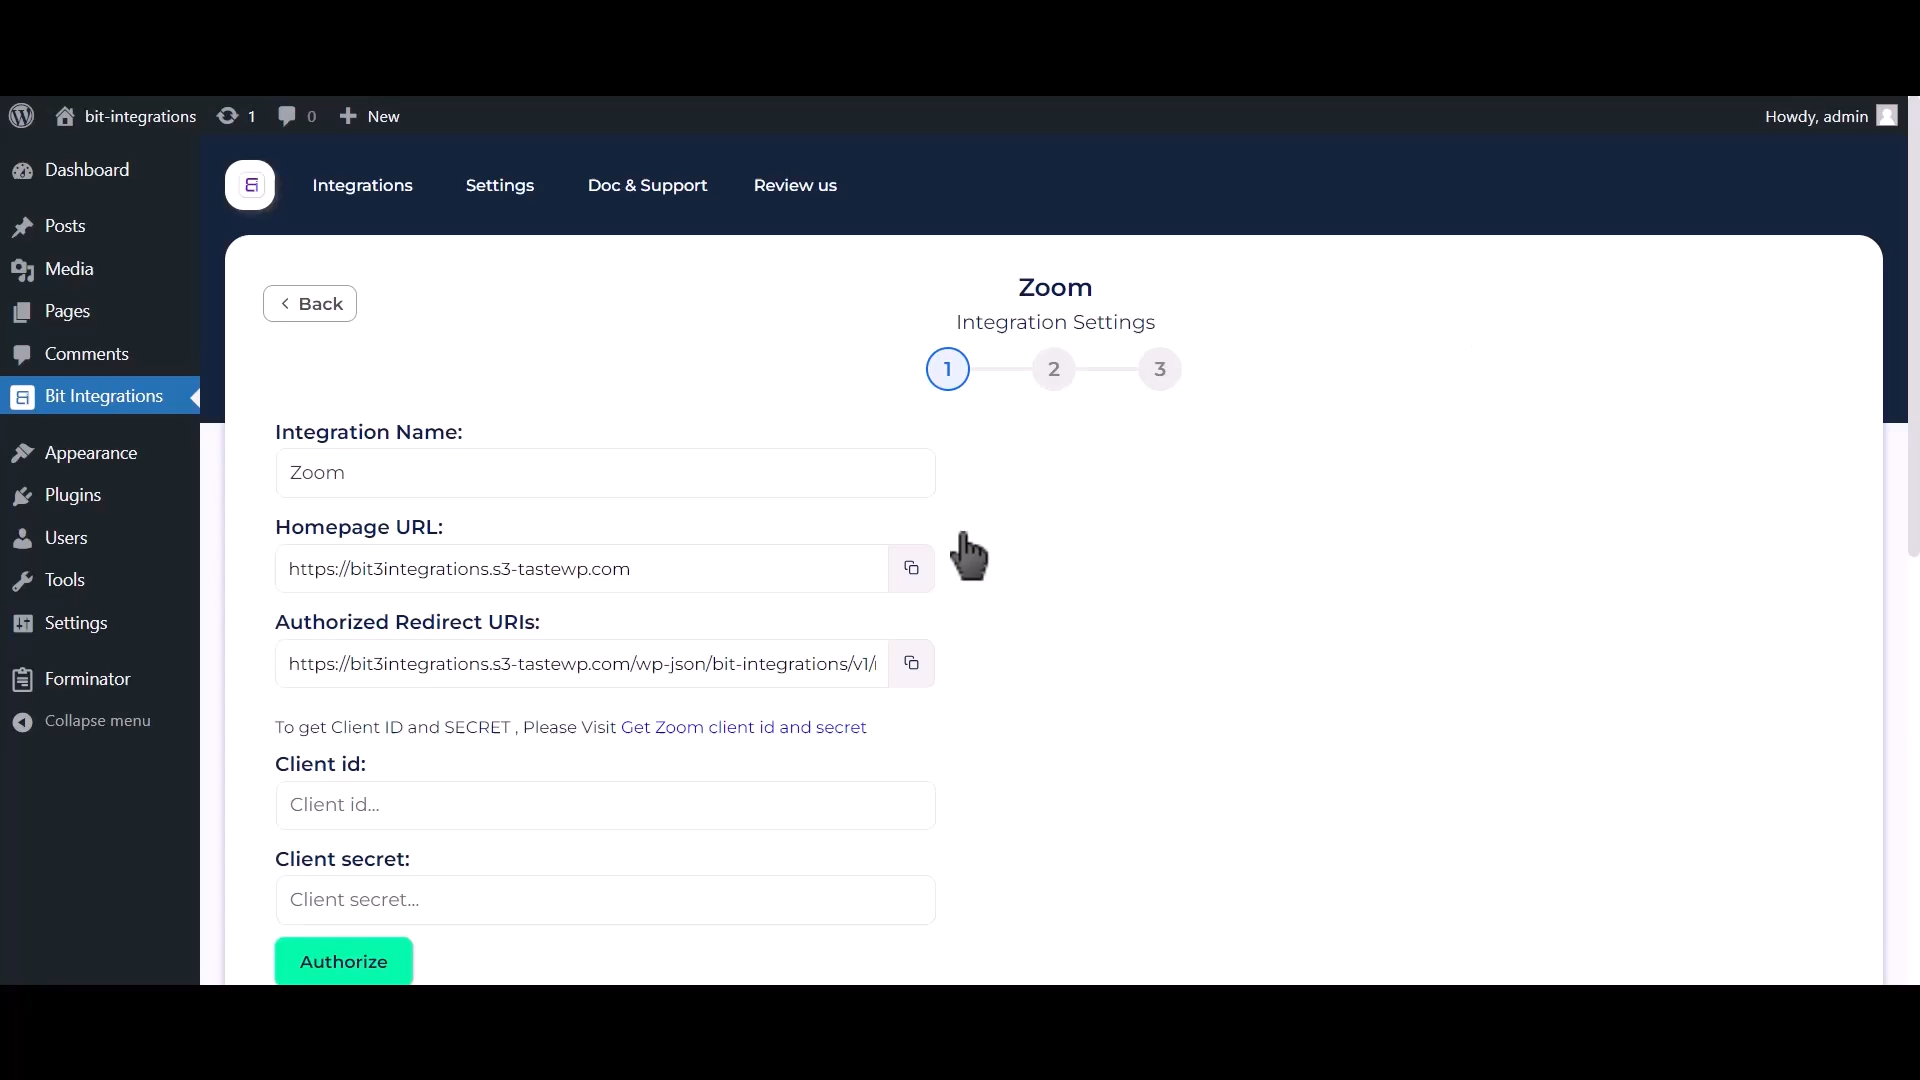 bit-integrations 1 0 New Howdy, admin
Dashboard
Posts
Media
Pages
Comments
Bit Integrations
Appearance
Plugins
Users
Tools
Settings
Forminator
Collapse menu
Integrations Settings Doc & Support Review us
Back
Zoom
Integration Settings
1 2 3
Integration Name:
Zoom
Homepage URL:
https://bit3integrations.s3-tastewp.com
Authorized Redirect URIs:
https://bit3integrations.s3-tastewp.com/wp-json/bit-integrations/v1/
To get Client ID and SECRET , Please Visit Get Zoom client id and secret
Client id:
Client id...
Client secret:
Client secret...
Authorize